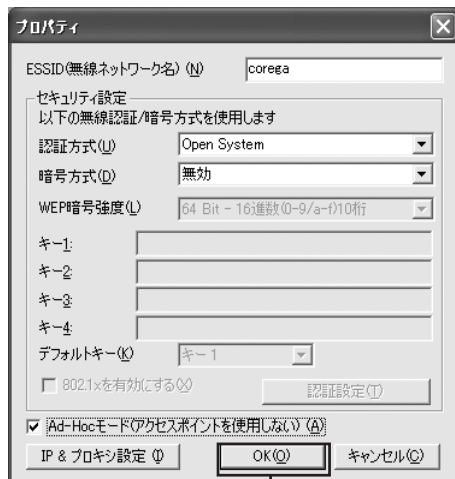 プロパティ
ESSID(無線ネットワーク名) (N) corega
セキュリティ設定
以下の無線認証/暗号方式を使用します
認証方式(U) Open System
暗号方式(D) 無効
WEP暗号強度(L) 64 Bit - 16進数(0-9/a-f)10桁
キー1:
キー2:
キー3:
キー4:
デフォルトキー(K) キー 1
802.1xを有効にする(X) 認証設定(T)
Ad-Hocモード(アクセスポイントを使用しない) (A)
IP & プロキシ設定 (I) OK(O) キャンセル(C)